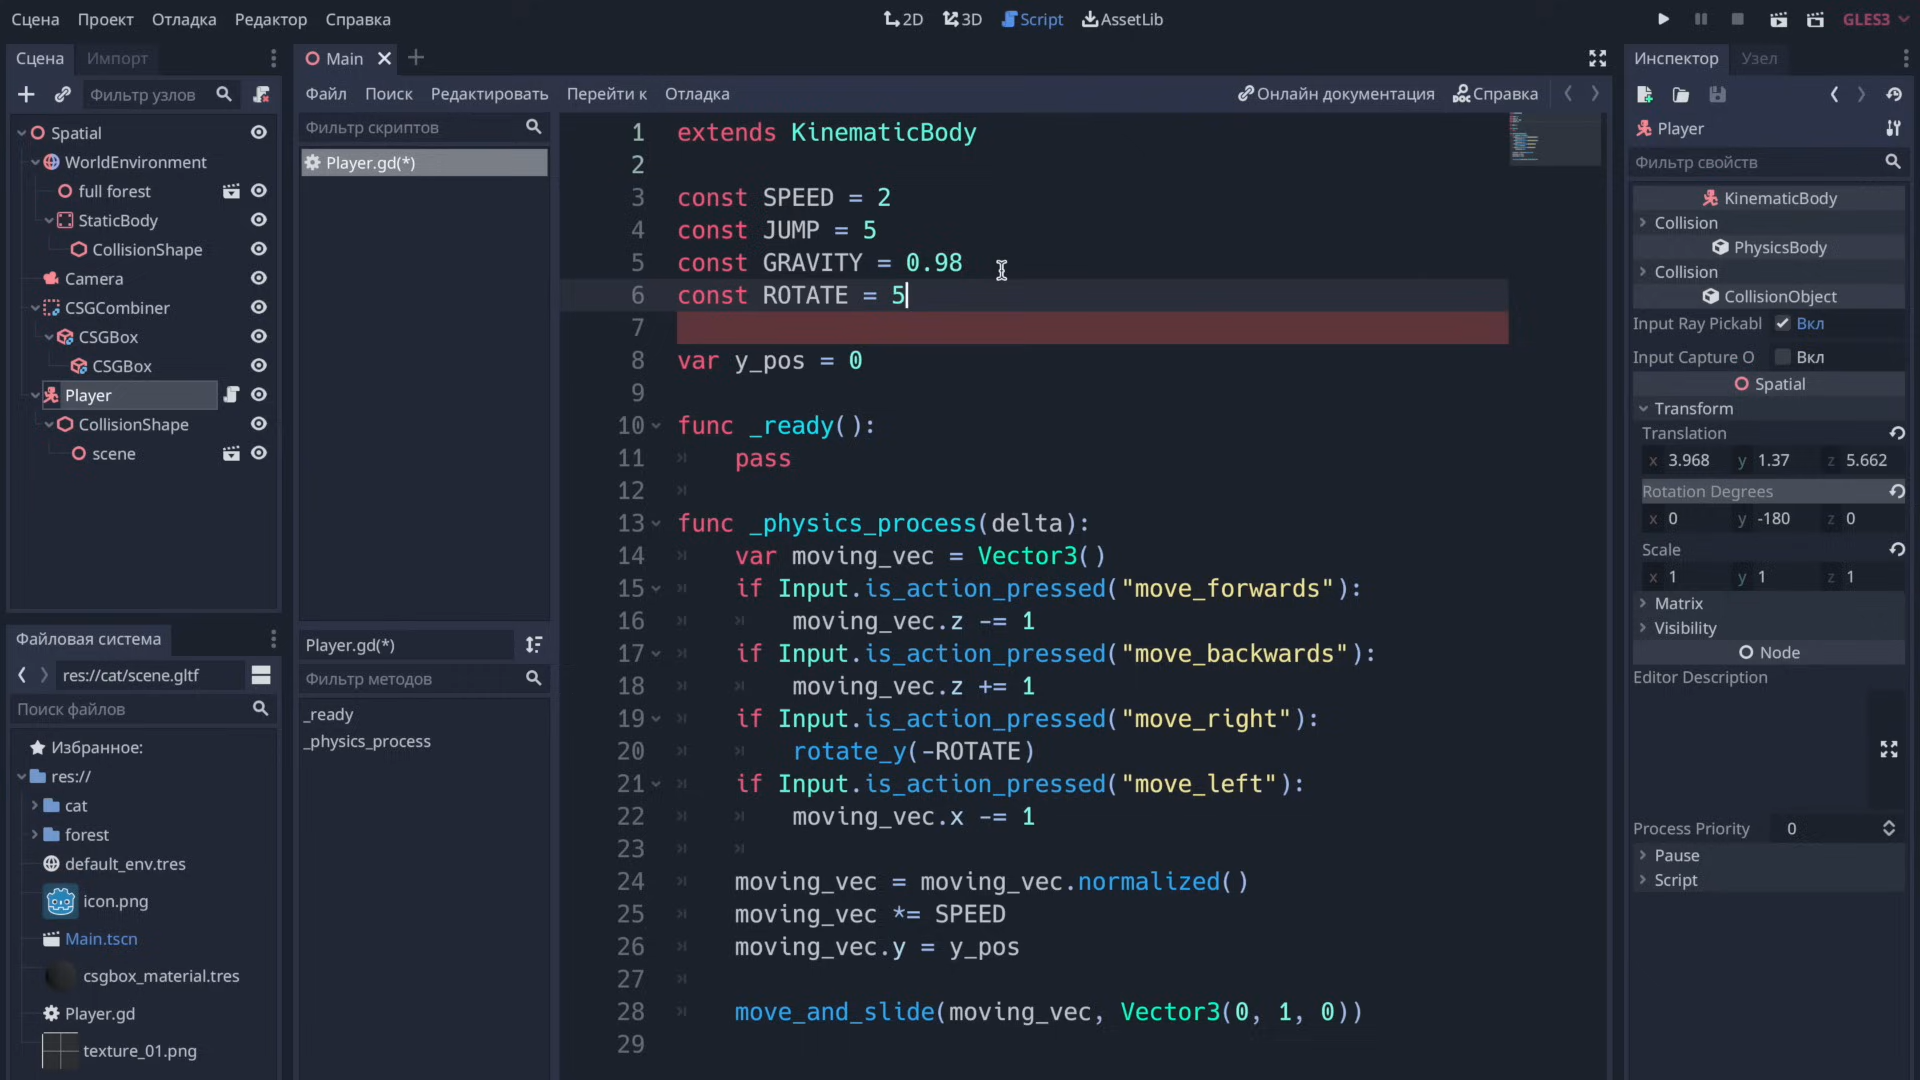 Сцена Проект Отладка Редактор Справка
2D 3D Script AssetLib
GLES3
Сцена Импорт
Фильтр узлов
Spatial
WorldEnvironment
full forest
StaticBody
CollisionShape
Camera
CSGCombiner
CSGBox
CSGBox
Player
CollisionShape
scene
Файловая система
res://cat/scene.gltf
Поиск файлов
Избранное:
res://
cat
forest
default_env.tres
icon.png
Main.tscn
csgbox_material.tres
Player.gd
texture_01.png
Main
Файл Поиск Редактировать Перейти к Отладка
Онлайн документация Справка
Фильтр скриптов
Player.gd(*)
Player.gd(*)
Фильтр методов
_ready
_physics_process
1 extends KinematicBody
2
3 const SPEED = 2
4 const JUMP = 5
5 const GRAVITY = 0.98
6 const ROTATE = 5
7
8 var y_pos = 0
9
10 func _ready():
11 pass
12
13 func _physics_process(delta):
14 var moving_vec = Vector3()
15 if Input.is_action_pressed("move_forwards"):
16 moving_vec.z -= 1
17 if Input.is_action_pressed("move_backwards"):
18 moving_vec.z += 1
19 if Input.is_action_pressed("move_right"):
20 rotate_y(-ROTATE)
21 if Input.is_action_pressed("move_left"):
22 moving_vec.x -= 1
23
24 moving_vec = moving_vec.normalized()
25 moving_vec *= SPEED
26 moving_vec.y = y_pos
27
28 move_and_slide(moving_vec, Vector3(0, 1, 0))
29
Инспектор Узел
Player
Фильтр свойств
KinematicBody
Collision
PhysicsBody
Collision
CollisionObject
Input Ray Pickabl Вкл
Input Capture O Вкл
Spatial
Transform
Translation
x 3.968 y 1.37 z 5.662
Rotation Degrees
x 0 y -180 z 0
Scale
x 1 y 1 z 1
Matrix
Visibility
Node
Editor Description
Process Priority 0
Pause
Script